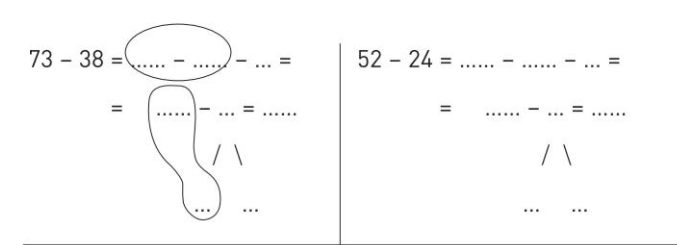 73 – 38 = ...... – ...... – ... =
= ...... – ... = ......
/ \
... ...
52 – 24 = ...... – ...... – ... =
= ...... – ... = ......
/ \
... ...